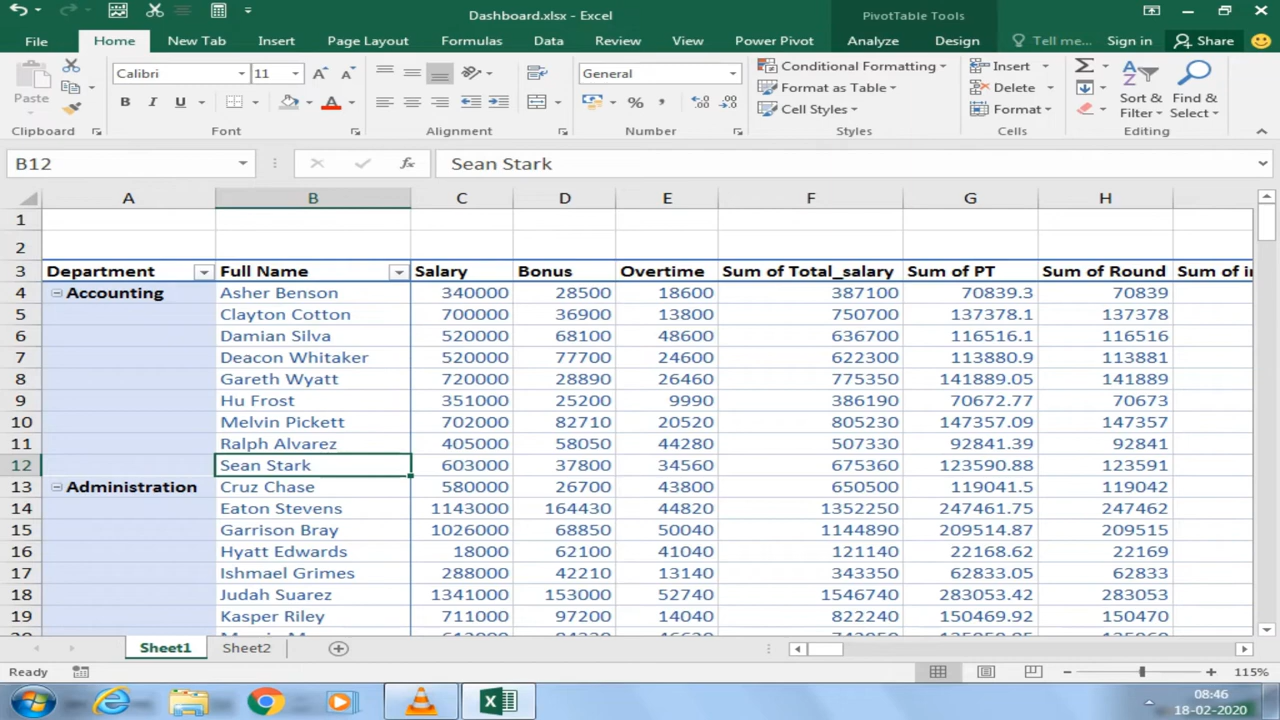 Dashboard.xlsx - Excel
PivotTable Tools
File Home New Tab Insert Page Layout Formulas Data Review View Power Pivot Analyze Design Tell me... Sign in Share
Paste
Calibri 11
B I U A
General
% ,
Conditional Formatting
Format as Table
Cell Styles
Insert
Delete
Format
Sort & Filter
Find & Select
Clipboard Font Alignment Number Styles Cells Editing
B12 fx Sean Stark
A B C D E F G H
1
2
3 Department Full Name Salary Bonus Overtime Sum of Total_salary Sum of PT Sum of Round Sum of
4 Accounting Asher Benson 340000 28500 18600 387100 70839.3 70839
5 Clayton Cotton 700000 36900 13800 750700 137378.1 137378
6 Damian Silva 520000 68100 48600 636700 116516.1 116516
7 Deacon Whitaker 520000 77700 24600 622300 113880.9 113881
8 Gareth Wyatt 720000 28890 26460 775350 141889.05 141889
9 Hu Frost 351000 25200 9990 386190 70672.77 70673
10 Melvin Pickett 702000 82710 20520 805230 147357.09 147357
11 Ralph Alvarez 405000 58050 44280 507330 92841.39 92841
12 Sean Stark 603000 37800 34560 675360 123590.88 123591
13 Administration Cruz Chase 580000 26700 43800 650500 119041.5 119042
14 Eaton Stevens 1143000 164430 44820 1352250 247461.75 247462
15 Garrison Bray 1026000 68850 50040 1144890 209514.87 209515
16 Hyatt Edwards 18000 62100 41040 121140 22168.62 22169
17 Ishmael Grimes 288000 42210 13140 343350 62833.05 62833
18 Judah Suarez 1341000 153000 52740 1546740 283053.42 283053
19 Kasper Riley 711000 97200 14040 822240 150469.92 150470
Sheet1 Sheet2
Ready 115%
08:46
18-02-2020